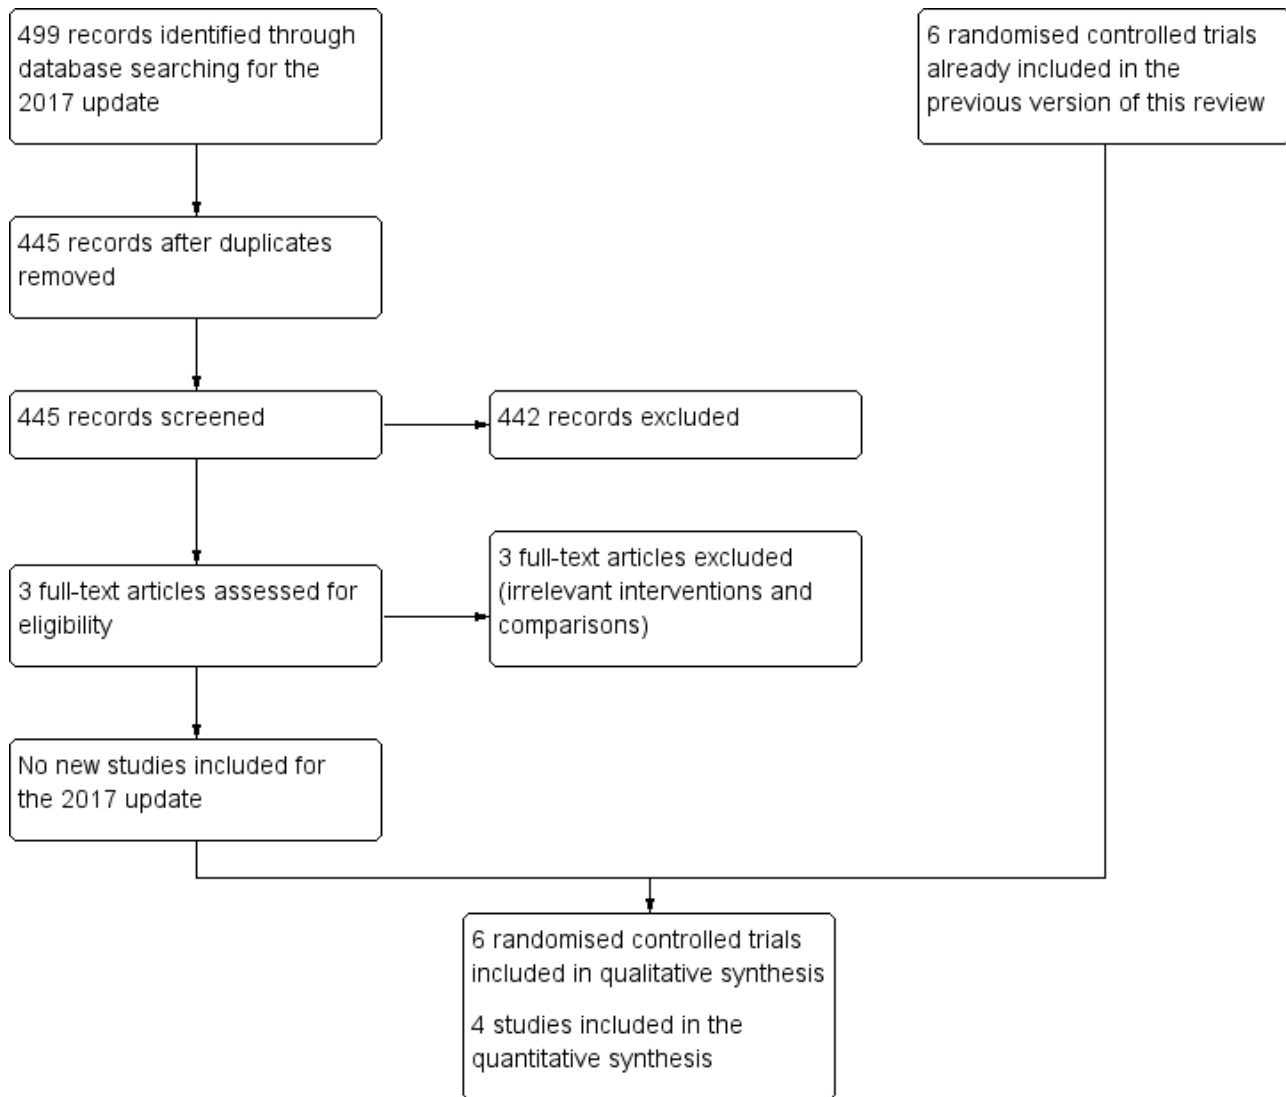 499 records identified through
database searching for the
2017 update
6 randomised controlled trials
already included in the
previous version of this review
445 records after duplicates
removed
445 records screened
442 records excluded
3 full-text articles assessed for
eligibility
3 full-text articles excluded
(irrelevant interventions and
comparisons)
No new studies included for
the 2017 update
6 randomised controlled trials
included in qualitative synthesis
4 studies included in the
quantitative synthesis